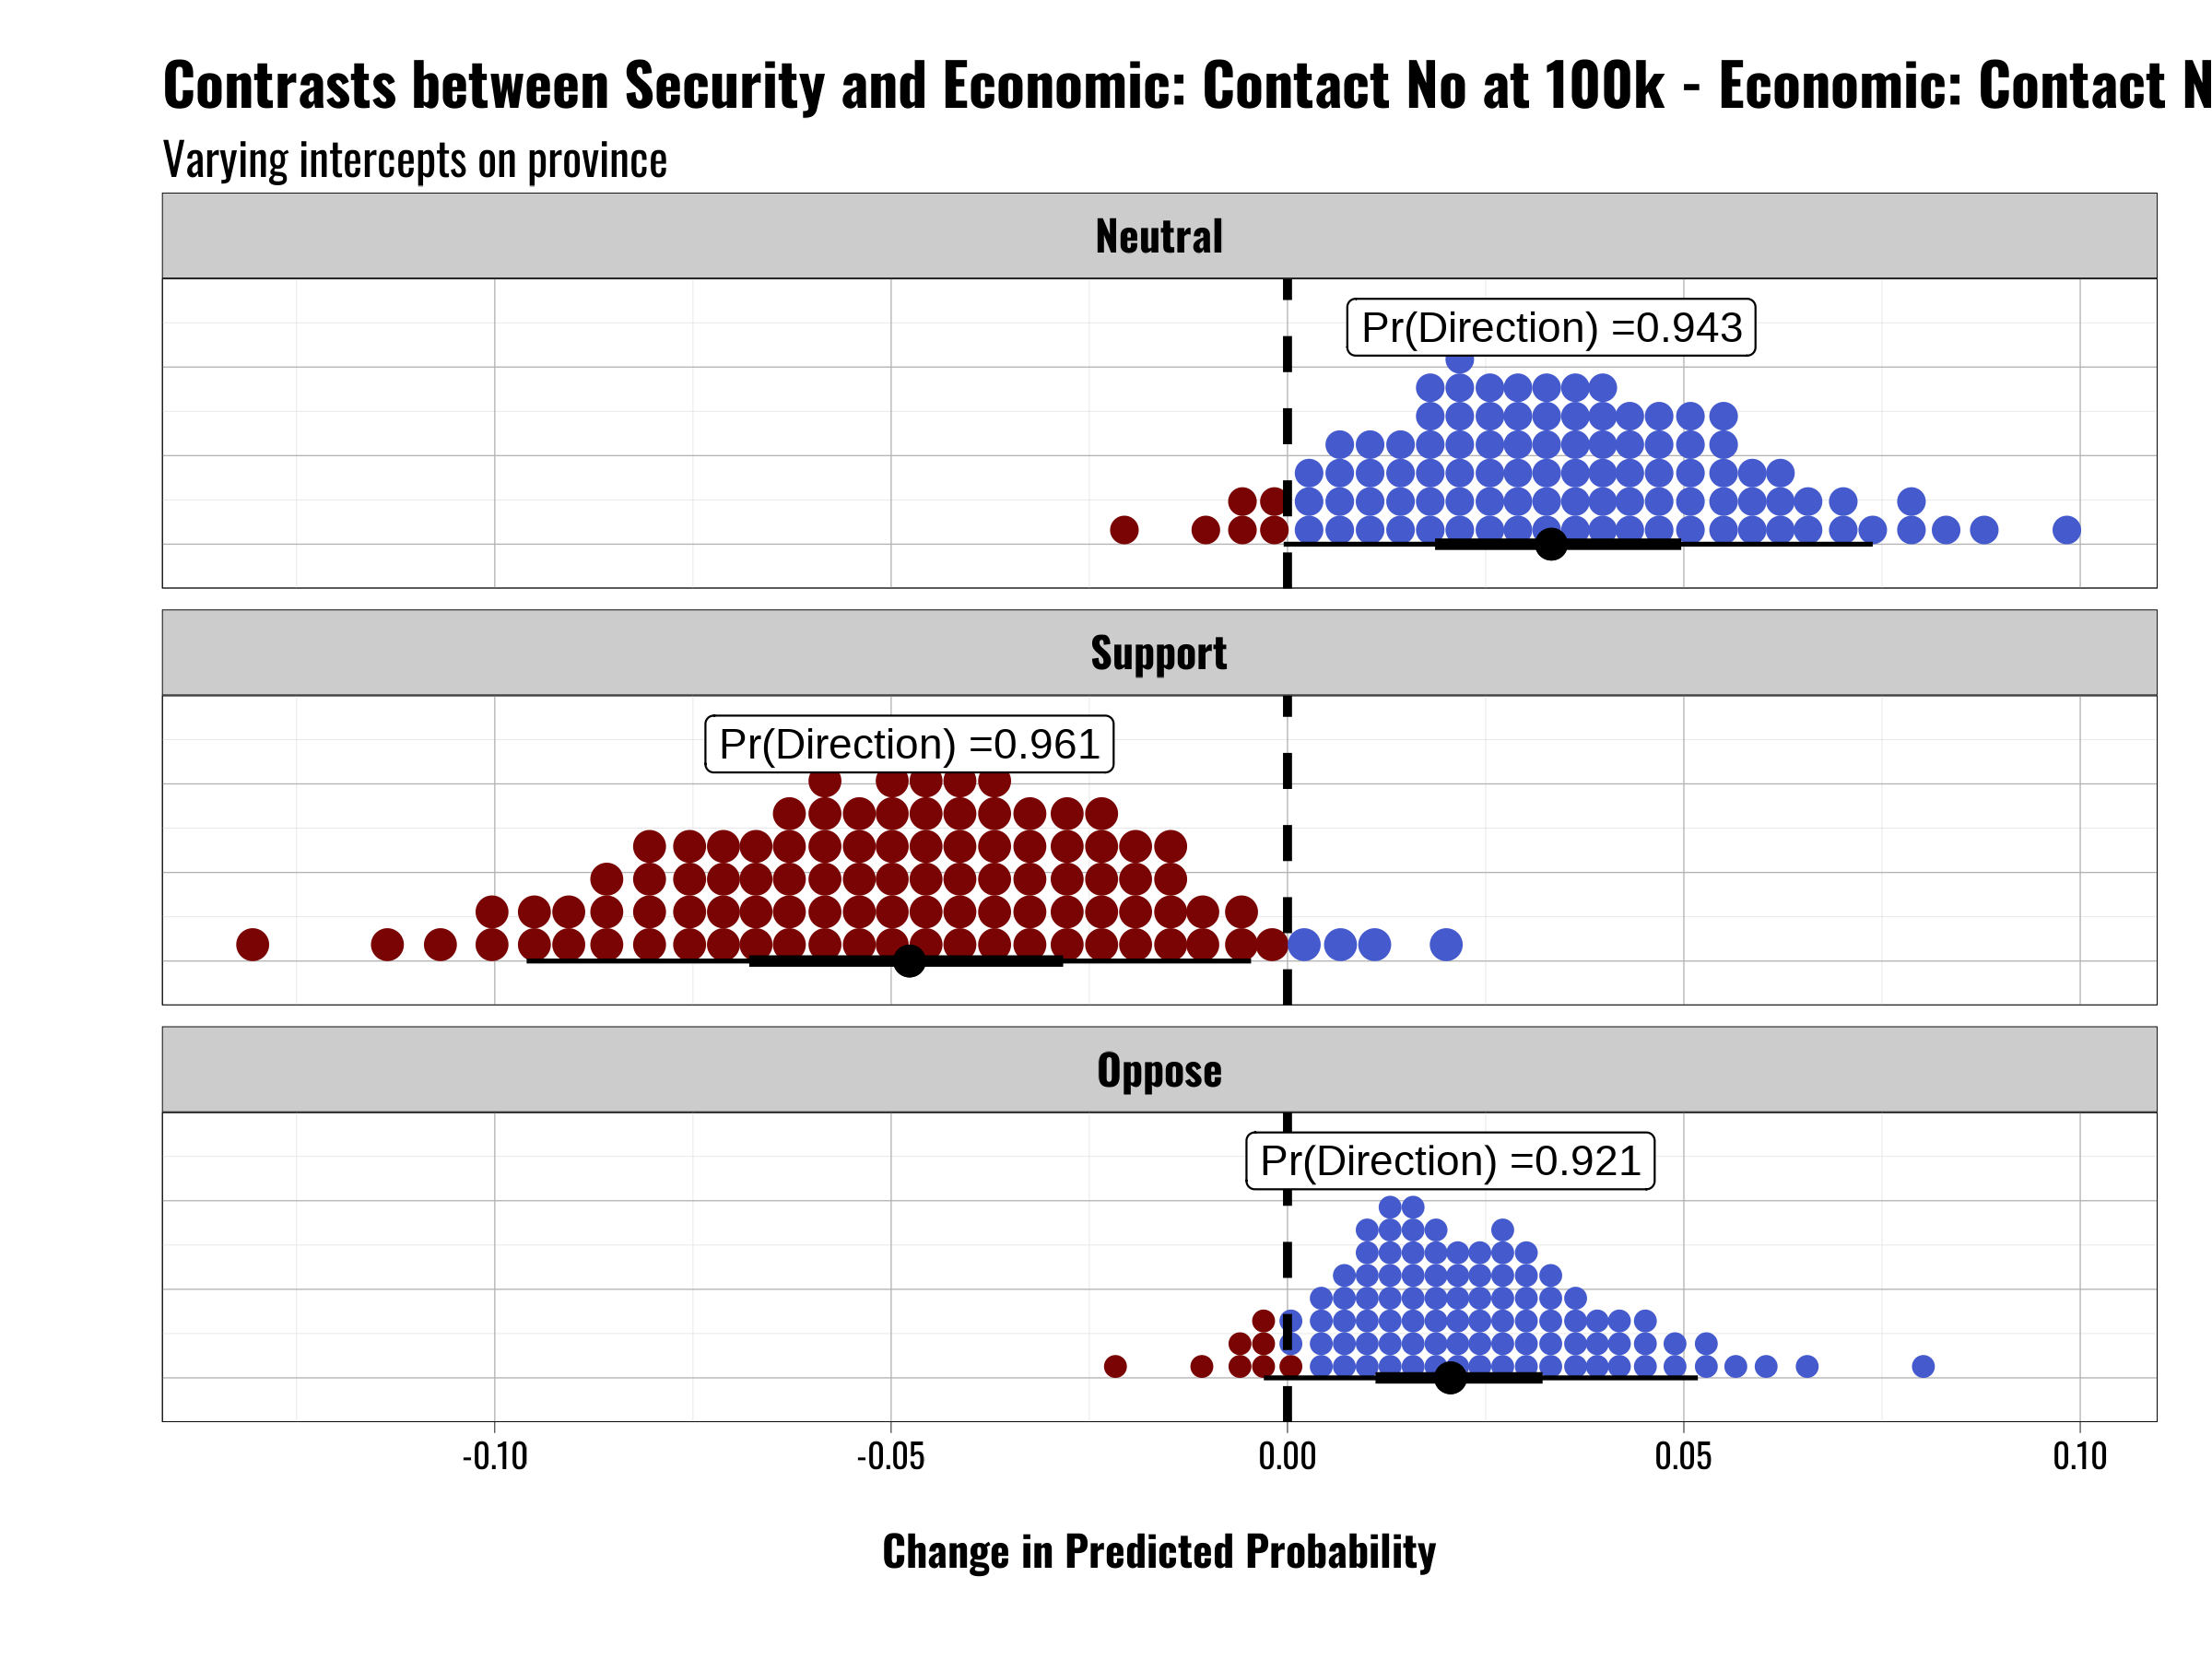 Contrasts between Security and Economic: Contact No at 100k - Economic: Contact
Varying intercepts on province
Neutral
Pr(Direction) =0.943
Support
Pr(Direction) =0.961
Oppose
Pr(Direction) =0.921
-0.10 -0.05 0.00 0.05 0.10
Change in Predicted Probability